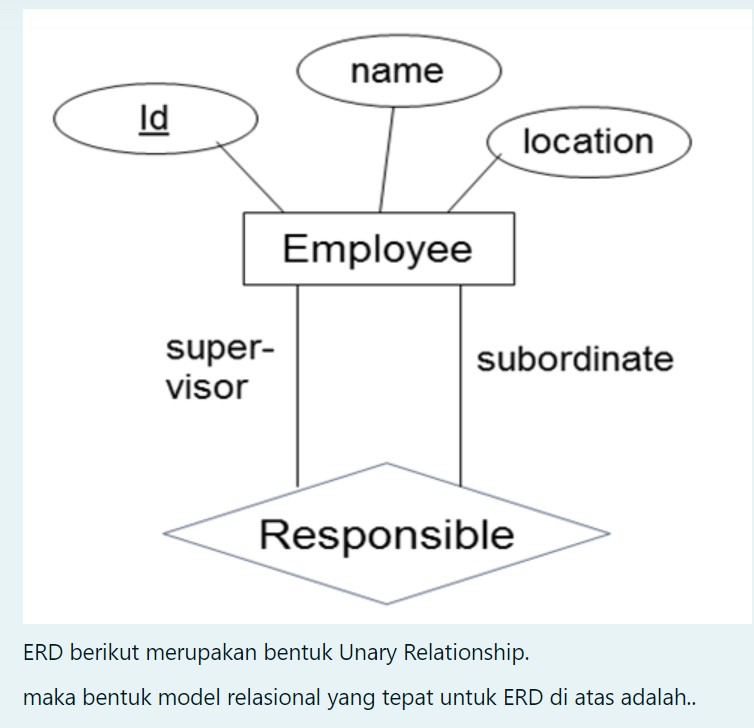 name
Id
location
Employee
super-
visor
subordinate
Responsible
ERD berikut merupakan bentuk Unary Relationship.
maka bentuk model relasional yang tepat untuk ERD di atas adalah..